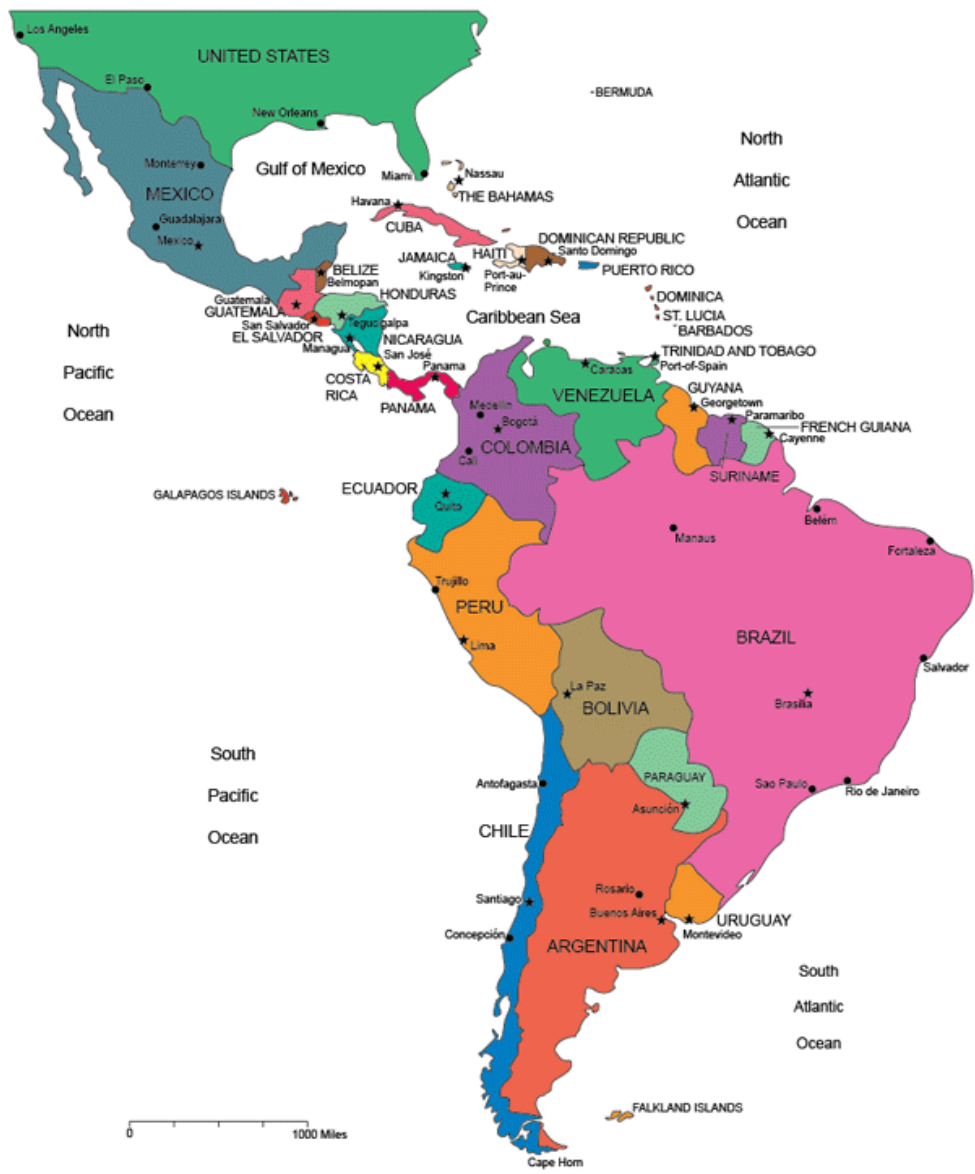 Los Angeles
UNITED STATES
El Paso
BERMUDA
New Orleans
North
Atlantic
Ocean
Gulf of Mexico
Monterrey
Miami
Nassau
THE BAHAMAS
MEXICO
Havana
CUBA
Guadalajara
Mexico
DOMINICAN REPUBLIC
Santo Domingo
HAITI
Port-au-
Prince
JAMAICA
Kingston
PUERTO RICO
BELIZE
Belmopan
HONDURAS
Tegucigalpa
Guatemala
GUATEMALA
San Salvador
EL SALVADOR
NICARAGUA
Managua
San José
COSTA
RICA
Panama
PANAMA
DOMINICA
ST. LUCIA
BARBADOS
Caribbean Sea
North
Pacific
Ocean
TRINIDAD AND TOBAGO
Port-of-Spain
Caracas
VENEZUELA
GUYANA
Georgetown
Paramaribo
FRENCH GUIANA
Cayenne
SURINAME
Medellin
Bogotá
COLOMBIA
Cali
ECUADOR
Quito
GALAPAGOS ISLANDS
Belém
Manaus
Fortaleza
Trujillo
PERU
Lima
BRAZIL
Salvador
La Paz
BOLIVIA
Brasilia
South
Pacific
Ocean
Antofagasta
PARAGUAY
Asunción
Sao Paulo
Rio de Janeiro
CHILE
Santiago
Rosario
Buenos Aires
URUGUAY
Montevideo
Concepción
ARGENTINA
South
Atlantic
Ocean
FALKLAND ISLANDS
0
1000 Miles
Cape Horn